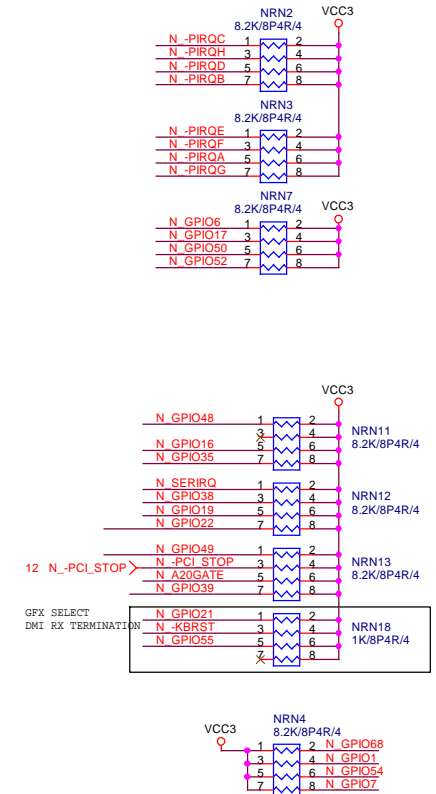 NRN2 VCC3
8.2K/8P4R/4
N_-PIRQC 1 2
N_-PIRQH 3 4
N_-PIRQD 5 6
N_-PIRQB 7 8
NRN3
8.2K/8P4R/4
N_-PIRQE 1 2
N_-PIRQF 3 4
N_-PIRQA 5 6
N_-PIRQG 7 8
NRN7
8.2K/8P4R/4 VCC3
N_GPIO6 1 2
N_GPIO17 3 4
N_GPIO50 5 6
N_GPIO52 7 8
VCC3
N_GPIO48 1 2
3 4 NRN11
N_GPIO16 5 6 8.2K/8P4R/4
N_GPIO35 7 8
N_SERIRQ 1 2
N_GPIO38 3 4 NRN12
N_GPIO19 5 6 8.2K/8P4R/4
N_GPIO22 7 8
N_GPIO49 1 2
12 N_-PCI_STOP N_-PCI_STOP 3 4 NRN13
N_A20GATE 5 6 8.2K/8P4R/4
N_GPIO39 7 8
GFX SELECT N_GPIO21 1 2
DMI RX TERMINATION N_-KBRST 3 4 NRN18
N_GPIO55 5 6 1K/8P4R/4
7 8
NRN4
VCC3 8.2K/8P4R/4
1 2 N_GPIO68
3 4 N_GPIO1
5 6 N_GPIO54
7 8 N_GPIO7